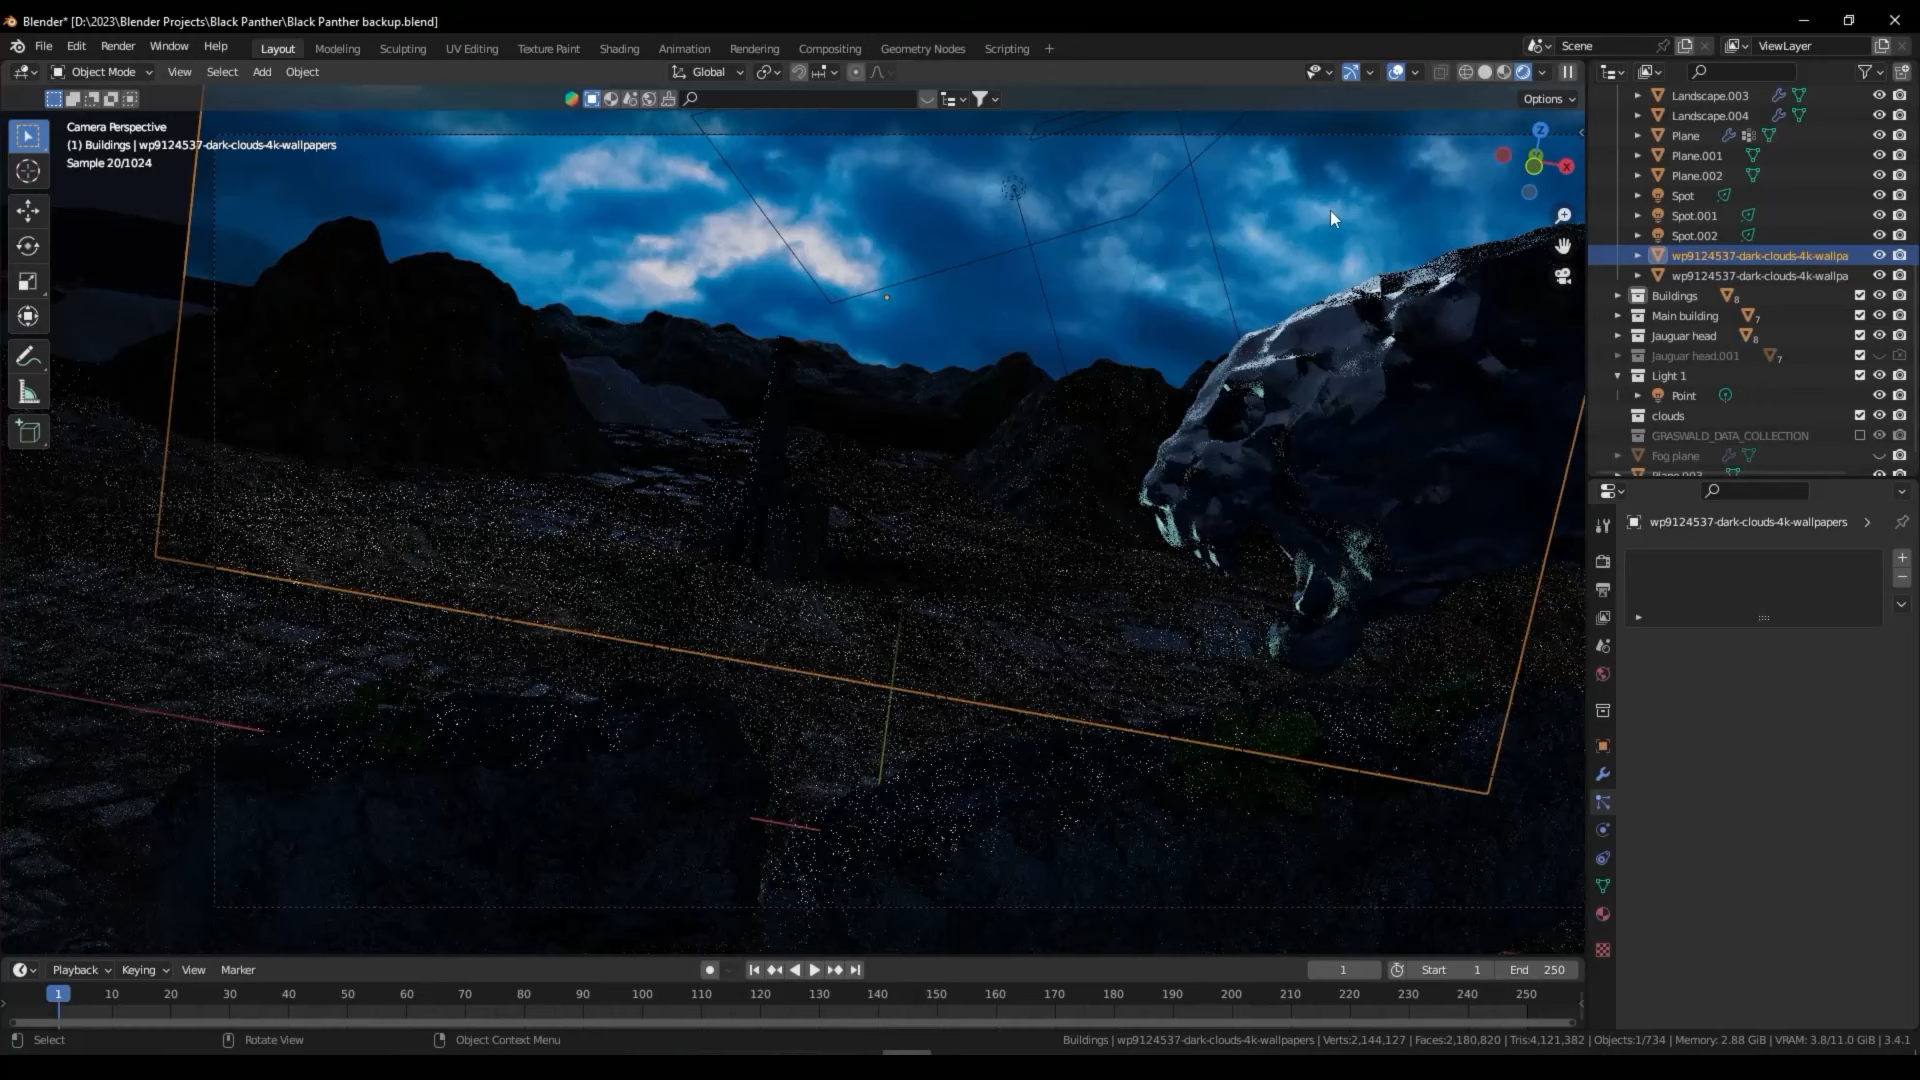 Blender* [D:\2023\Blender Projects\Black Panther\Black Panther backup.blend]
File Edit Render Window Help Layout Modeling Sculpting UV Editing Texture Paint Shading Animation Rendering Compositing Geometry Nodes Scripting + Scene ViewLayer
Object Mode View Select Add Object Global
Options
Camera Perspective
(1) Buildings | wp9124537-dark-clouds-4k-wallpapers
Sample 20/1024
Z
X
Landscape.003
Landscape.004
Plane
Plane.001
Plane.002
Spot
Spot.001
Spot.002
wp9124537-dark-clouds-4k-wallpa
wp9124537-dark-clouds-4k-wallpa
Buildings 8
Main building 7
Jauguar head 8
Jauguar head.001 7
Light 1
Point
clouds
GRASWALD_DATA_COLLECTION
Fog plane
Plane.003
wp9124537-dark-clouds-4k-wallpapers
Playback Keying View Marker 1 Start 1 End 250
1 10 20 30 40 50 60 70 80 90 100 110 120 130 140 150 160 170 180 190 200 210 220 230 240 250
Select Rotate View Object Context Menu Buildings | wp9124537-dark-clouds-4k-wallpapers | Verts:2,144,127 | Faces:2,180,820 | Tris:4,121,382 | Objects:1/734 | Memory: 2.88 GiB | VRAM: 3.8/11.0 GiB | 3.4.1